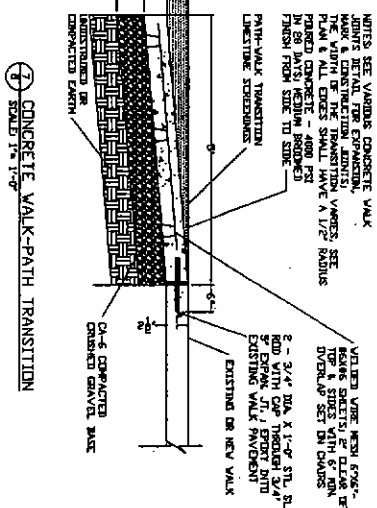 NOTES: SEE VARIOUS CONCRETE WALK
JOINTS DETAIL FOR EXPANSION,
MARK & CONSTRUCTION JOINTS;
THE WIDTH OF THE TRANSITION VARIES, SEE
PLAN & ALL EDGES SHALL HAVE A 1/2" RADIUS
POURED CONCRETE - 4000 PSI
IN 28 DAYS; MEDIUM BROOMED
FINISH FROM SIDE TO SIDE
PATH-WALK TRANSITION
LIMESTONE SCREENINGS
UNDISTURBED OR
COMPACTED EARTH
WELDED WIRE MESH
SHEETS); 2" CLEAR OF
TOP & SIDES WITH 6" MIN.
OVERLAP SET ON CHAIRS
2 - 3/4" DIA. X 1'-0" STL. SL
ROD WITH CAP THROUGH 3/4"
EXPAN. JT., EPOXY INTO
EXISTING WALK PAVEMENT
EXISTING OR NEW WALK
CA-6 COMPACTED
CRUSHED GRAVEL BASE
7 CONCRETE WALK-PATH TRANSITION
8 SCALE: 1"= 1'-0"